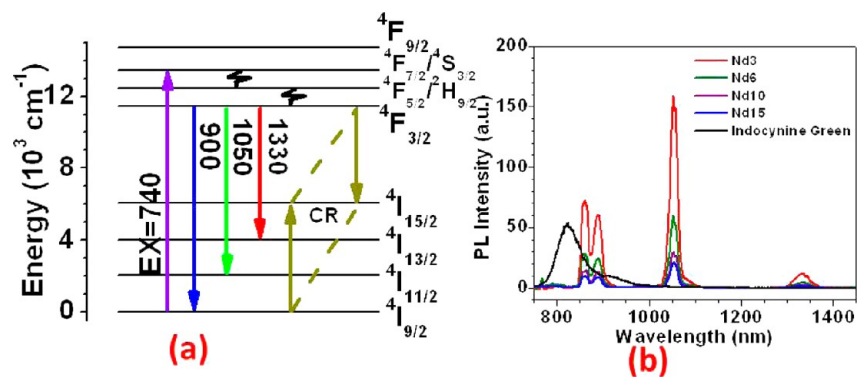 Energy (10³ cm⁻¹)
12
8
4
0
EX=740
900
1050
1330
CR
⁴F₉/₂
⁴F₇/₂/⁴S₃/₂
⁴F₅/₂/²H₉/₂
⁴F₃/₂
⁴I₁₅/₂
⁴I₁₃/₂
⁴I₁₁/₂
⁴I₉/₂
(a)
PL Intensity (a.u.)
200
150
100
50
0
Nd3
Nd6
Nd10
Nd15
Indocynine Green
800 1000 1200 1400
Wavelength (nm)
(b)